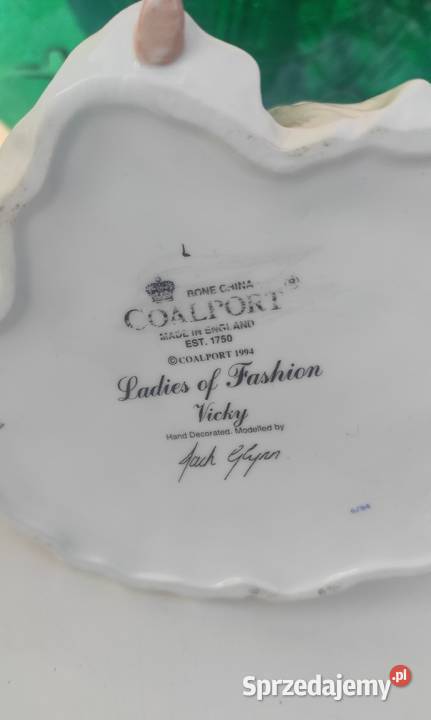 L
BONE CHINA
COALPORT®
MADE IN ENGLAND
EST. 1750
© COALPORT 1994
Ladies of Fashion
Vicky
Hand Decorated. Modelled by
Jack Glynn
Sprzedajemy.pl